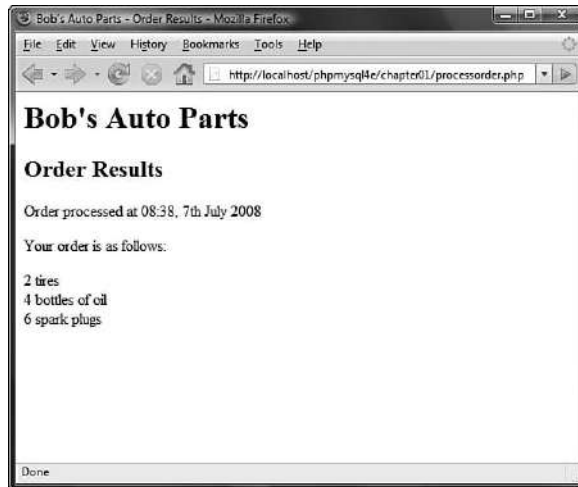 Bob's Auto Parts - Order Results - Mozilla Firefox
File Edit View History Bookmarks Tools Help
http://localhost/phpmysql4e/chapter01/processorder.php
Bob's Auto Parts
Order Results
Order processed at 08:38, 7th July 2008
Your order is as follows:
2 tires
4 bottles of oil
6 spark plugs
Done